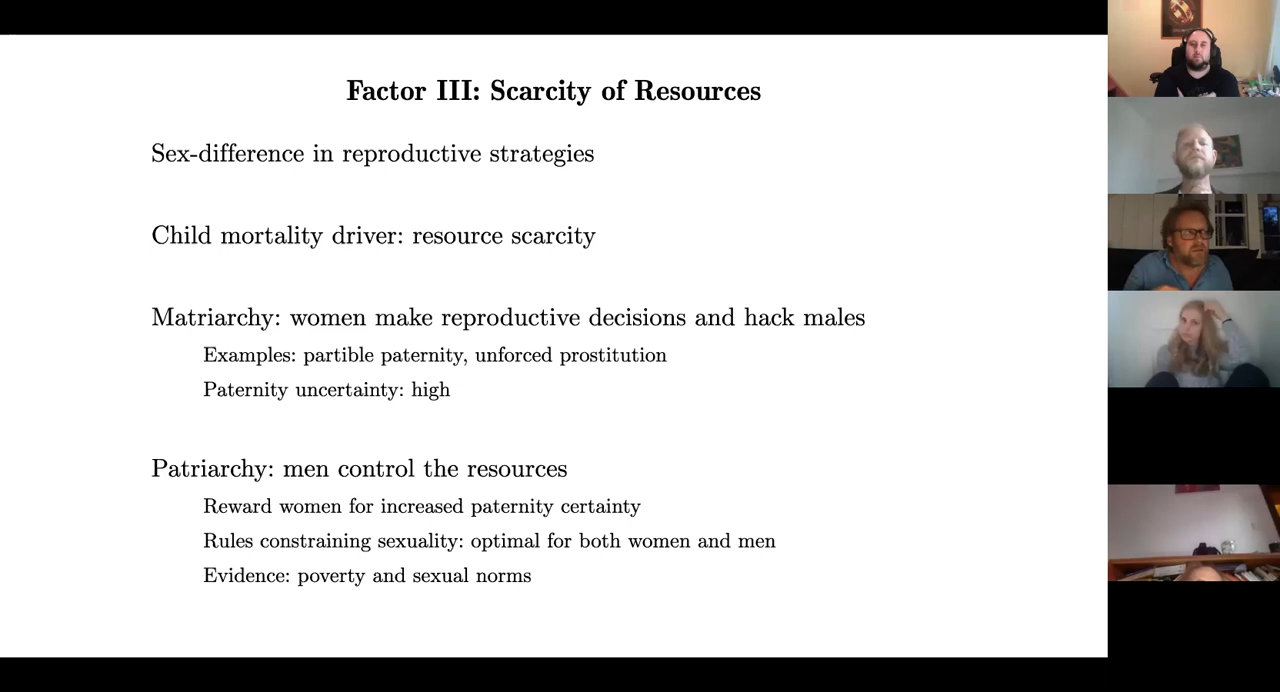 Factor III: Scarcity of Resources
Sex-difference in reproductive strategies
Child mortality driver: resource scarcity
Matriarchy: women make reproductive decisions and hack males
Examples: partible paternity, unforced prostitution
Paternity uncertainty: high
Patriarchy: men control the resources
Reward women for increased paternity certainty
Rules constraining sexuality: optimal for both women and men
Evidence: poverty and sexual norms